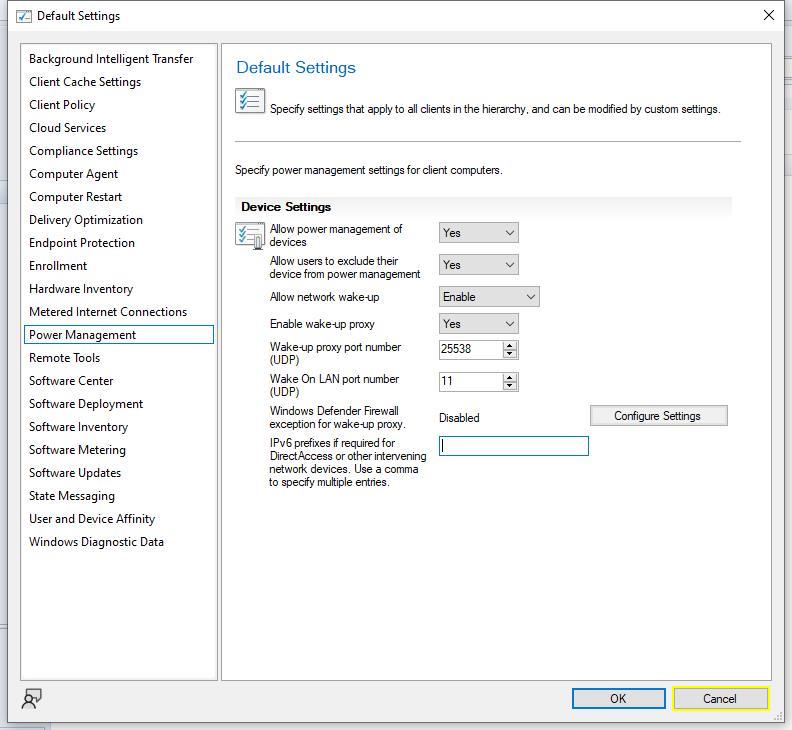 Default Settings
Background Intelligent Transfer
Client Cache Settings
Client Policy
Cloud Services
Compliance Settings
Computer Agent
Computer Restart
Delivery Optimization
Endpoint Protection
Enrollment
Hardware Inventory
Metered Internet Connections
Power Management
Remote Tools
Software Center
Software Deployment
Software Inventory
Software Metering
Software Updates
State Messaging
User and Device Affinity
Windows Diagnostic Data
Default Settings
Specify settings that apply to all clients in the hierarchy, and can be modified by custom settings.
Specify power management settings for client computers.
Device Settings
Allow power management of
devices
Yes
Allow users to exclude their
device from power management
Yes
Allow network wake-up
Enable
Enable wake-up proxy
Yes
Wake-up proxy port number
(UDP)
25538
Wake On LAN port number
(UDP)
11
Windows Defender Firewall
exception for wake-up proxy.
Disabled
Configure Settings
IPv6 prefixes if required for
DirectAccess or other intervening
network devices. Use a comma
to specify multiple entries.
OK
Cancel